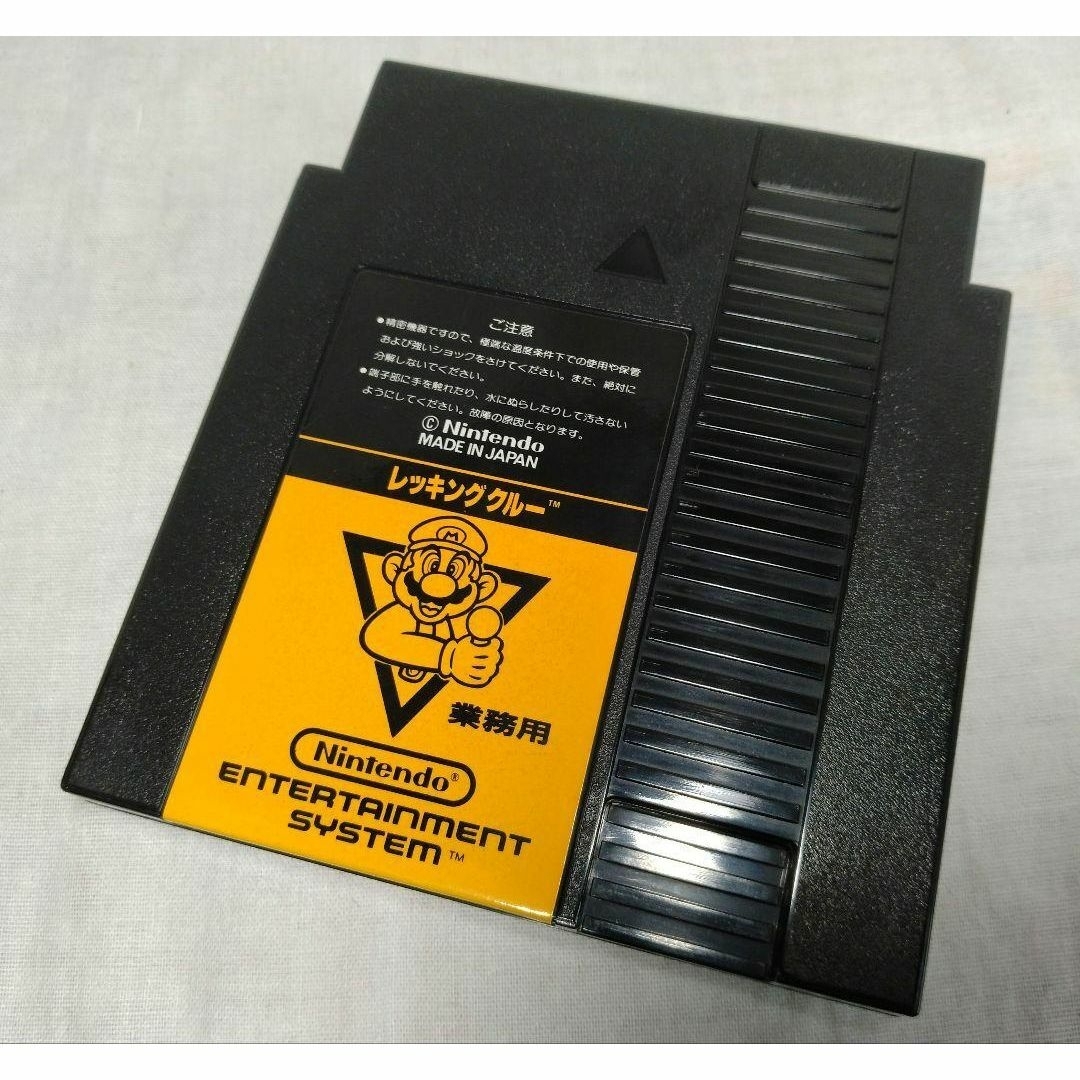 ご注意
●精密機器ですので、極端な温度条件下での使用や保管
および強いショックをさけてください。また、絶対に
分解しないでください。
●端子部に手を触れたり、水にぬらしたりして汚さない
ようにしてください。故障の原因となります。
© Nintendo
MADE IN JAPAN
レッキングクルー™
M
業務用
Nintendo®
ENTERTAINMENT
SYSTEM™